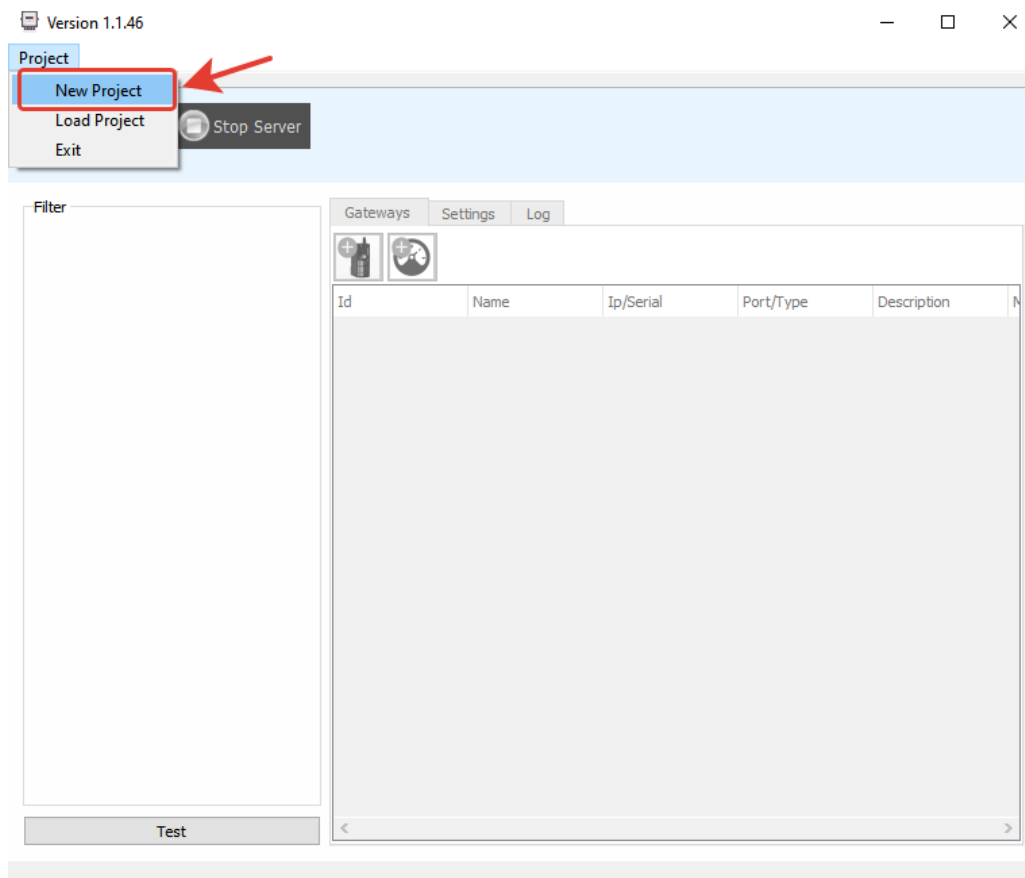 Version 1.1.46
Project
New Project
Load Project
Exit
Stop Server
Filter
Gateways Settings Log
Id Name Ip/Serial Port/Type Description
Test